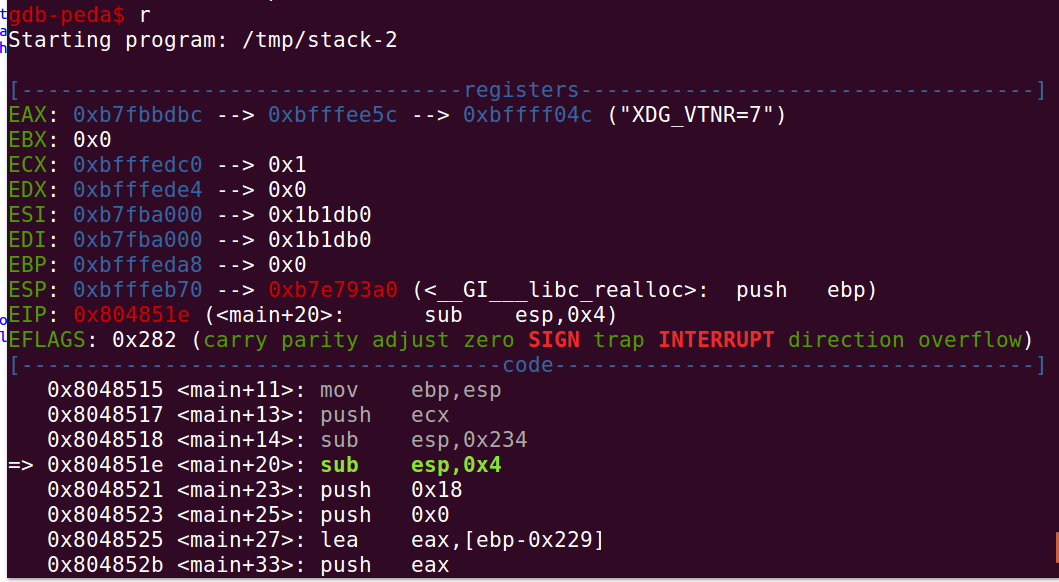 gdb-peda$ r
Starting program: /tmp/stack-2
[----------------------------------registers-----------------------------------]
EAX: 0xb7fbbdbc --> 0xbfffee5c --> 0xbffff04c ("XDG_VTNR=7")
EBX: 0x0
ECX: 0xbfffedc0 --> 0x1
EDX: 0xbfffede4 --> 0x0
ESI: 0xb7fba000 --> 0x1b1db0
EDI: 0xb7fba000 --> 0x1b1db0
EBP: 0xbfffeda8 --> 0x0
ESP: 0xbfffeb70 --> 0xb7e793a0 (<__GI___libc_realloc>:	push   ebp)
EIP: 0x804851e (<main+20>:	sub    esp,0x4)
EFLAGS: 0x282 (carry parity adjust zero SIGN trap INTERRUPT direction overflow)
[-------------------------------------code-------------------------------------]
   0x8048515 <main+11>:	mov    ebp,esp
   0x8048517 <main+13>:	push   ecx
   0x8048518 <main+14>:	sub    esp,0x234
=> 0x804851e <main+20>:	sub    esp,0x4
   0x8048521 <main+23>:	push   0x18
   0x8048523 <main+25>:	push   0x0
   0x8048525 <main+27>:	lea    eax,[ebp-0x229]
   0x804852b <main+33>:	push   eax